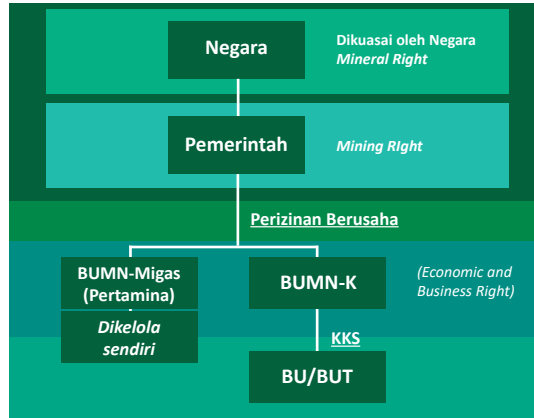 Negara
Dikuasai oleh Negara
Mineral Right
Pemerintah
Mining RIght
Perizinan Berusaha
BUMN-Migas
(Pertamina)
BUMN-K
(Economic and
Business Right)
Dikelola
sendiri
KKS
BU/BUT